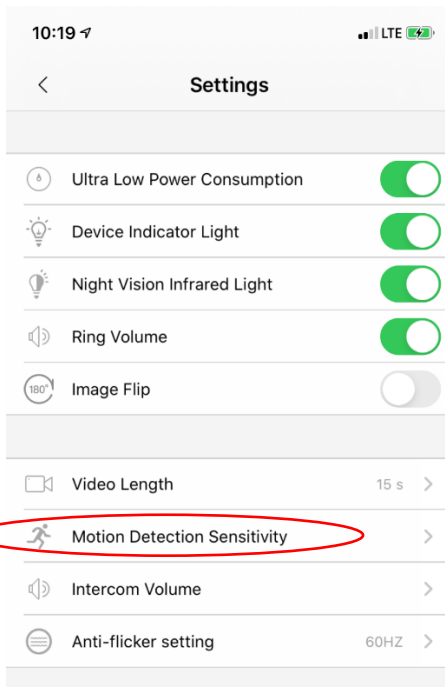 10:19
LTE
Settings
Ultra Low Power Consumption
Device Indicator Light
Night Vision Infrared Light
Ring Volume
180°
Image Flip
Video Length 15 s
Motion Detection Sensitivity
Intercom Volume
Anti-flicker setting 60HZ